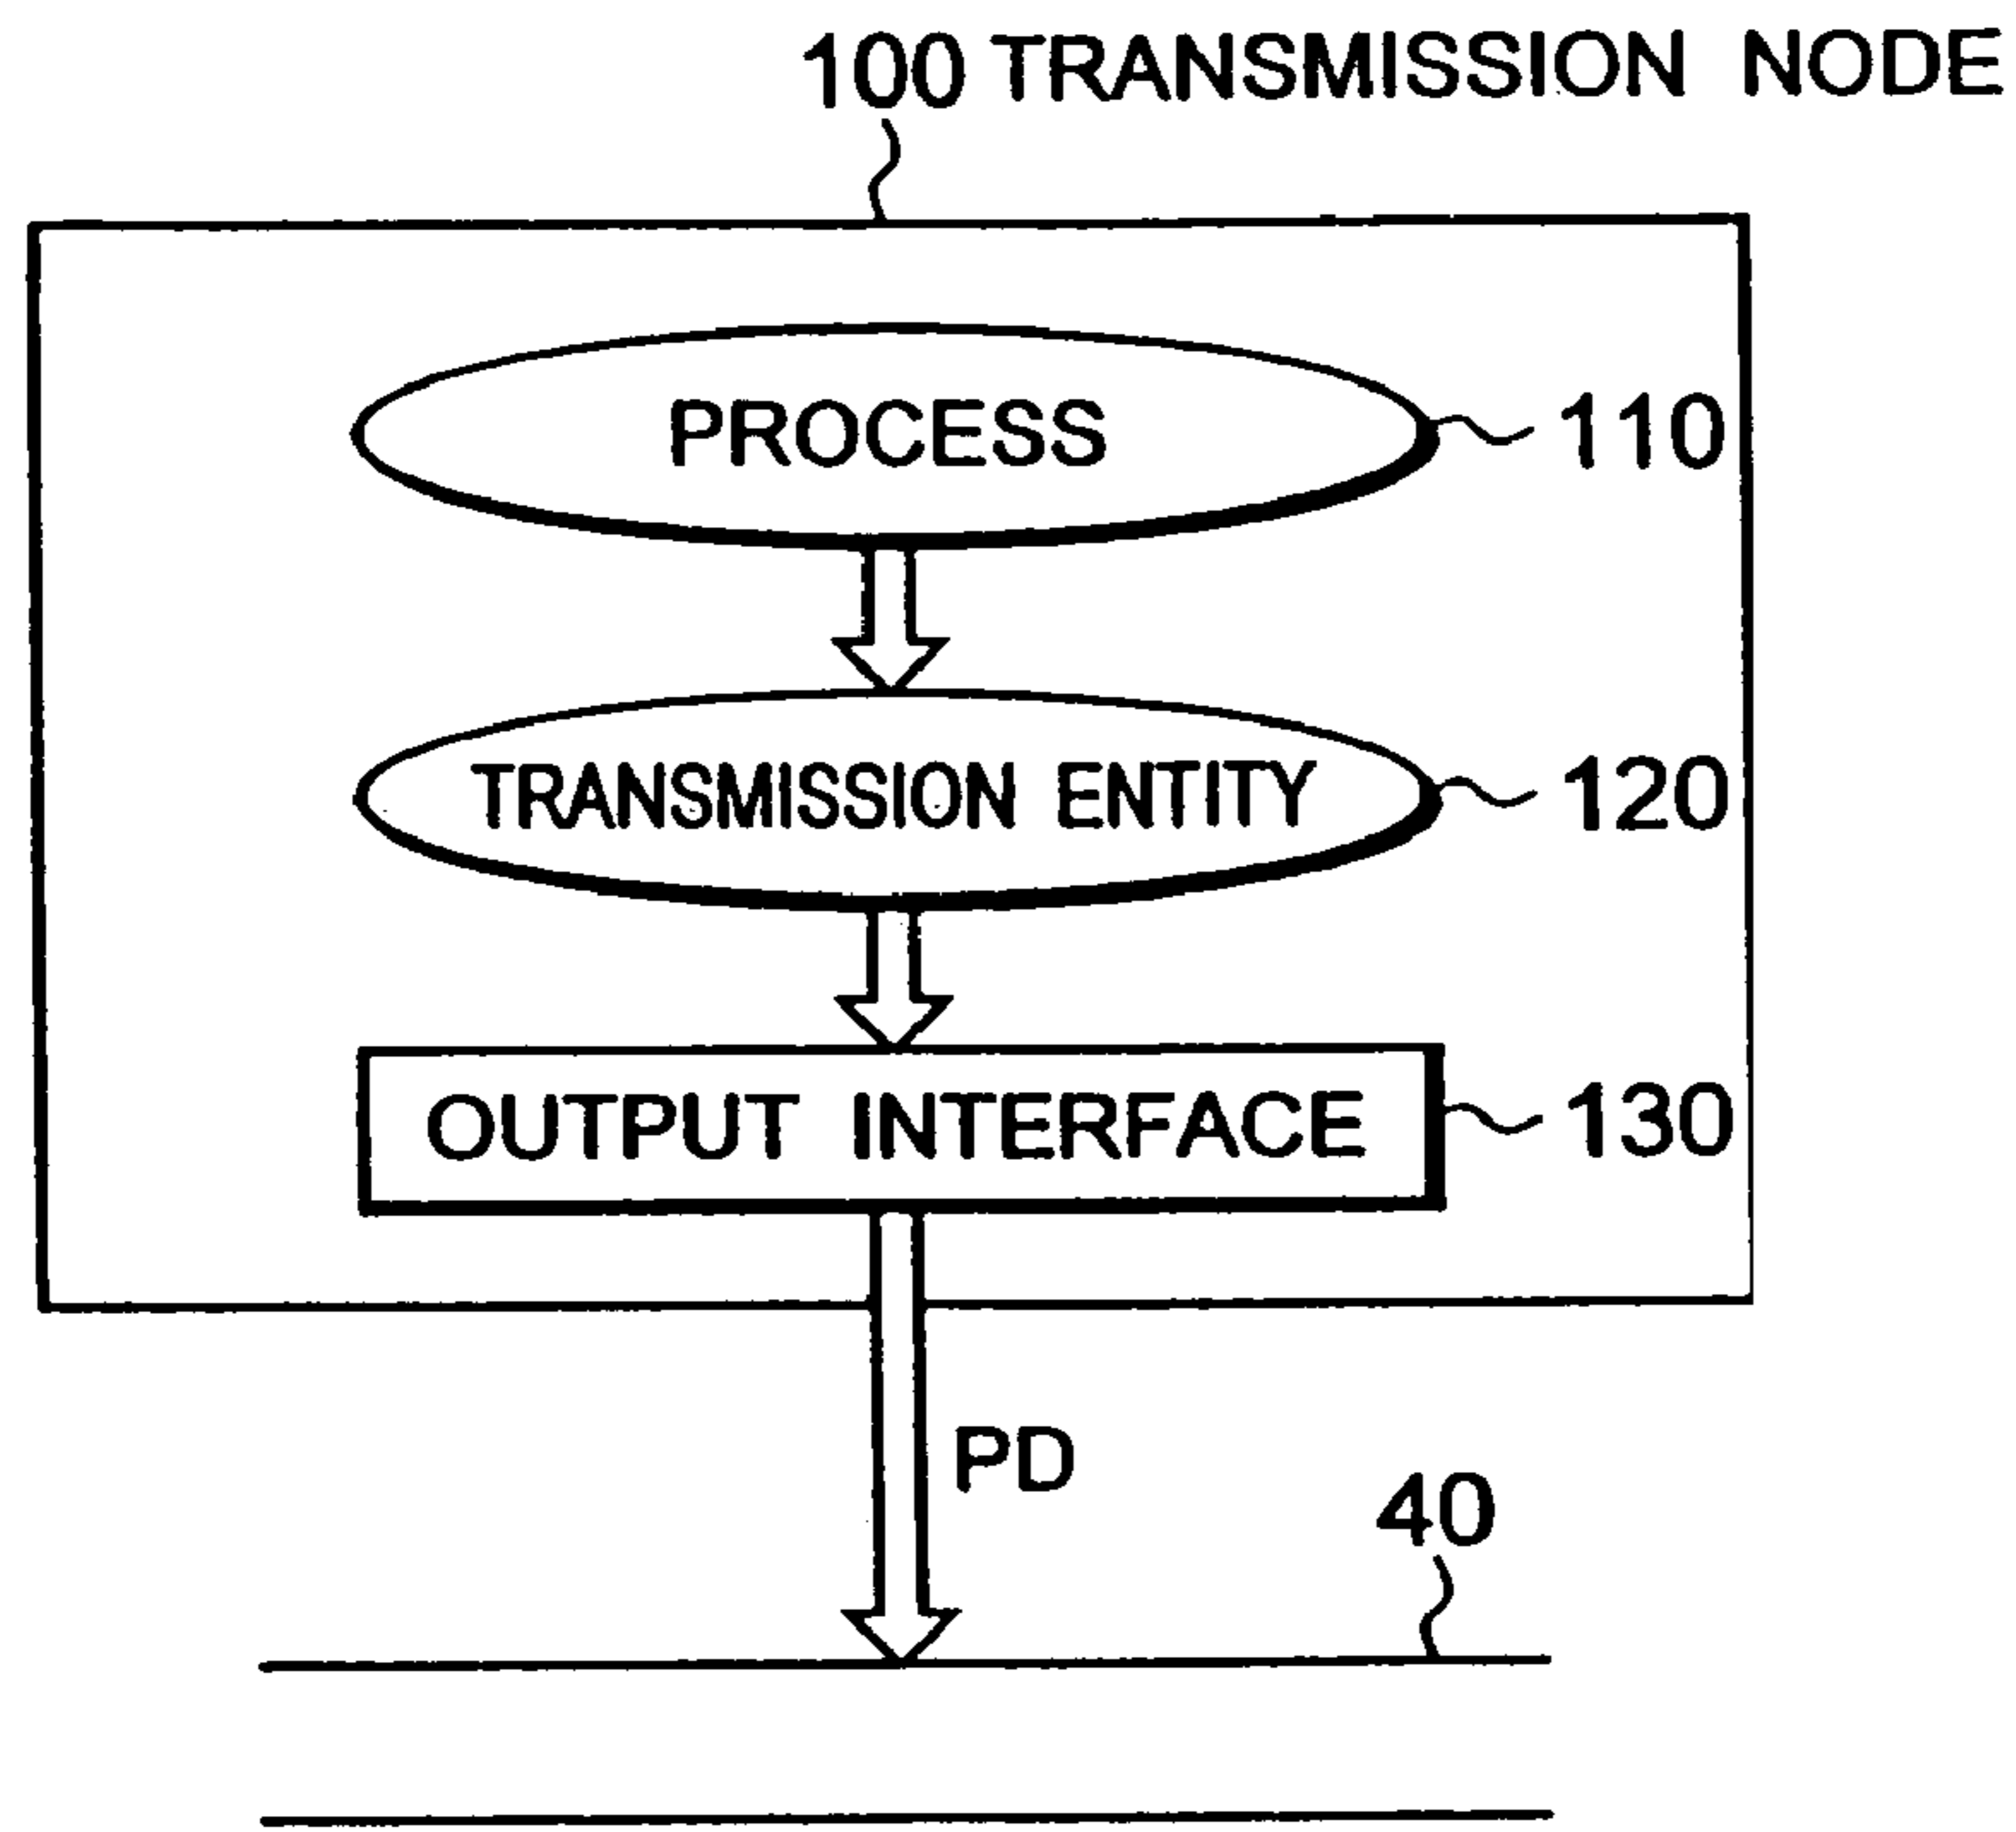 100 TRANSMISSION NODE
PROCESS 110
TRANSMISSION ENTITY 120
OUTPUT INTERFACE 130
PD
40